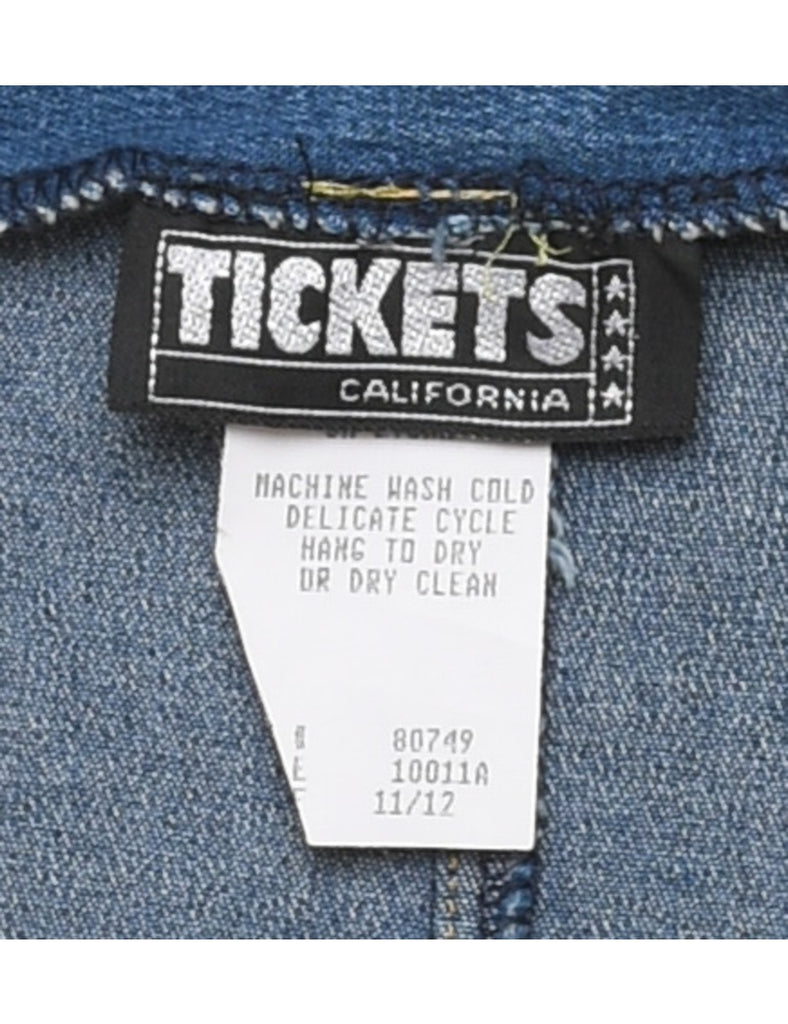 TICKETS
CALIFORNIA
MACHINE WASH COLD
DELICATE CYCLE
HANG TO DRY
OR DRY CLEAN
80749
E 10011A
11/12